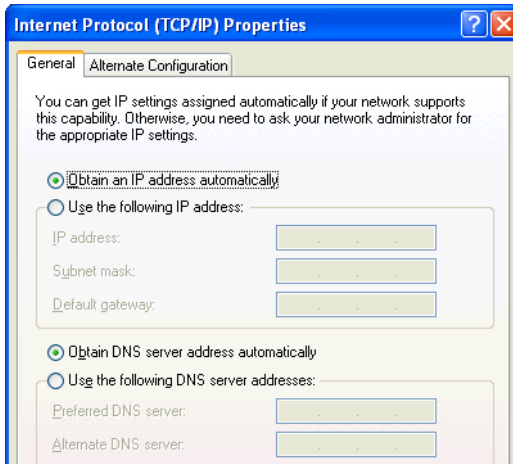 Internet Protocol (TCP/IP) Properties
General
Alternate Configuration
You can get IP settings assigned automatically if your network supports
this capability. Otherwise, you need to ask your network administrator for
the appropriate IP settings.
Obtain an IP address automatically
Use the following IP address:
IP address:
Subnet mask:
Default gateway:
Obtain DNS server address automatically
Use the following DNS server addresses:
Preferred DNS server:
Alternate DNS server: